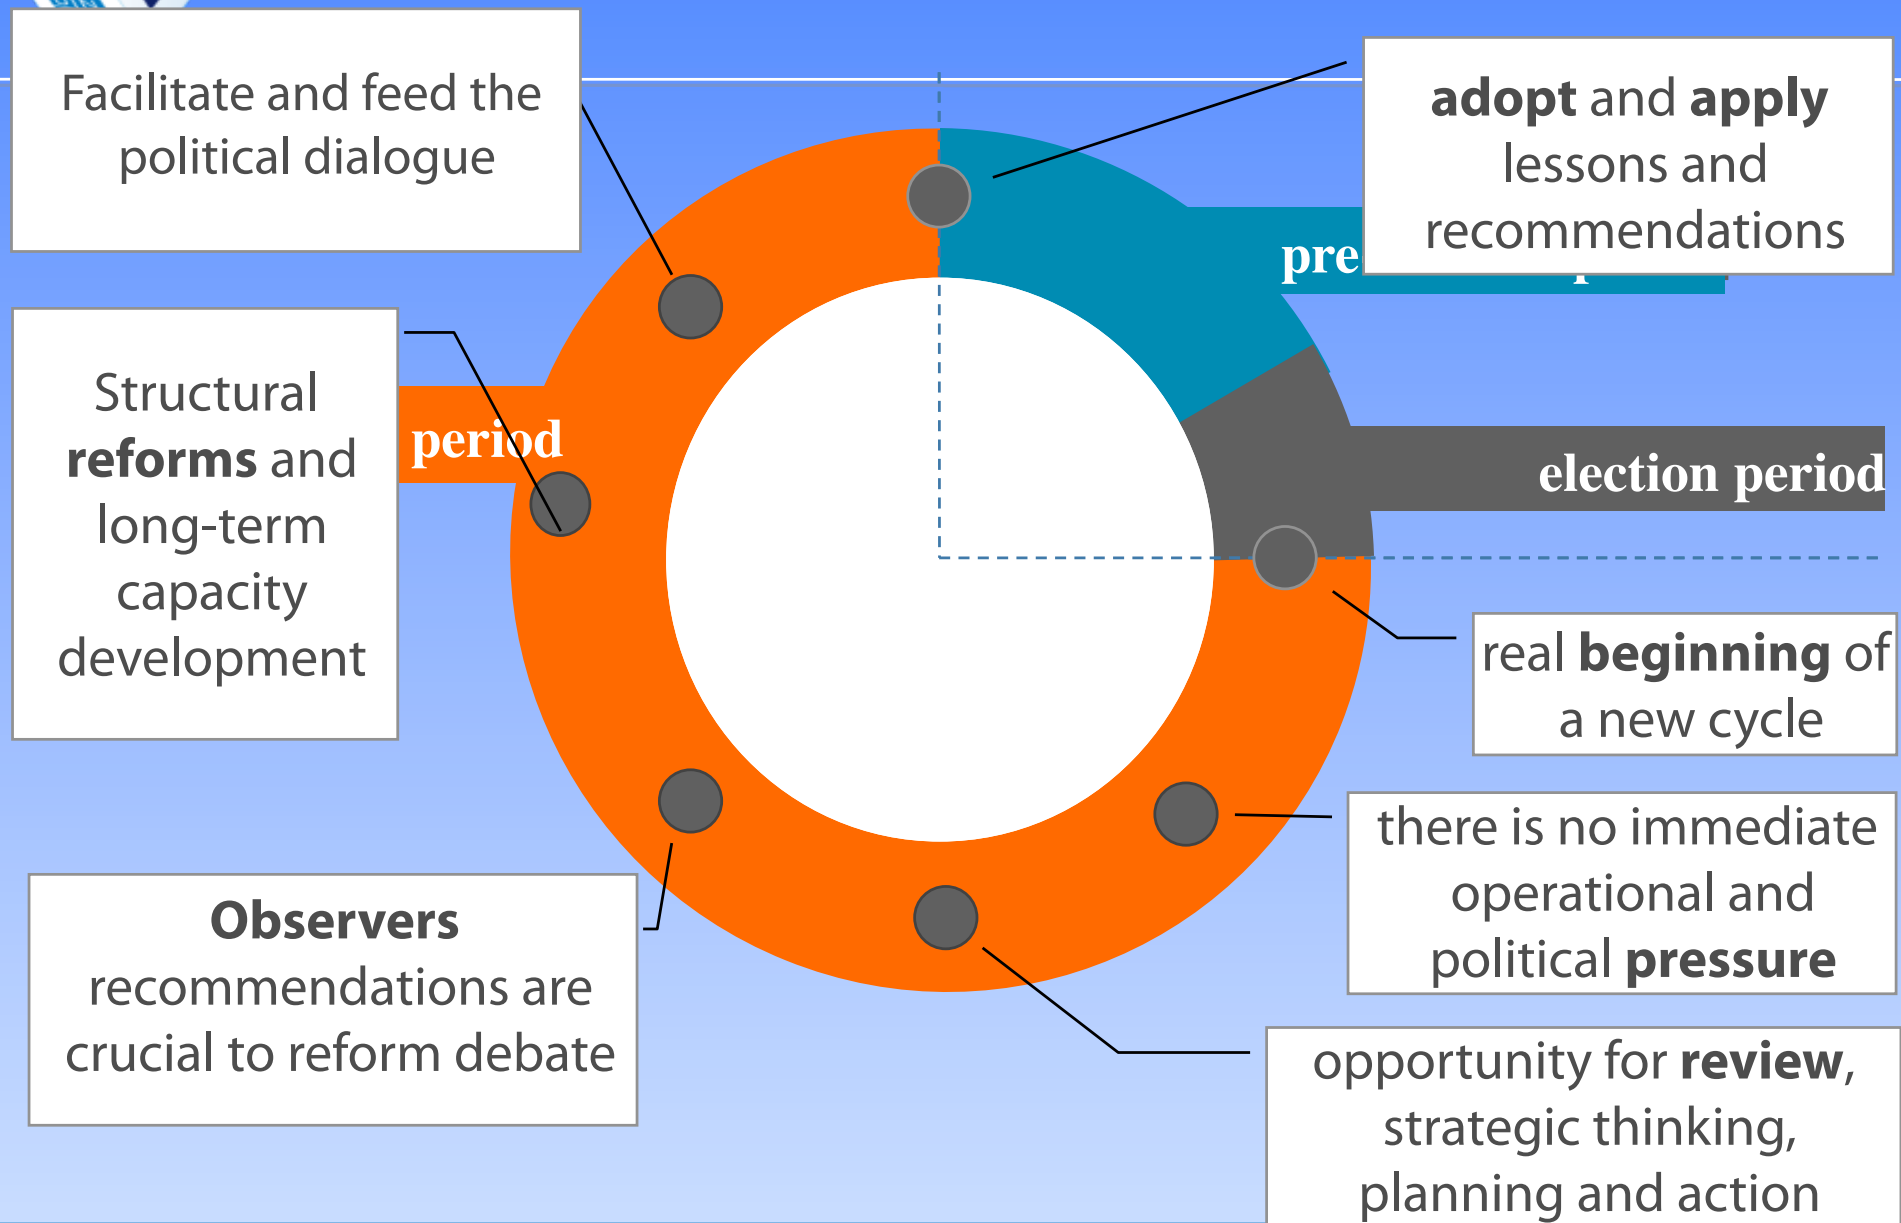 Facilitate and feed the
political dialogue
adopt and apply
lessons and
recommendations
Structural
reforms and
long-term
capacity
development
period
election period
real beginning of
a new cycle
there is no immediate
operational and
political pressure
Observers
recommendations are
crucial to reform debate
opportunity for review,
strategic thinking,
planning and action